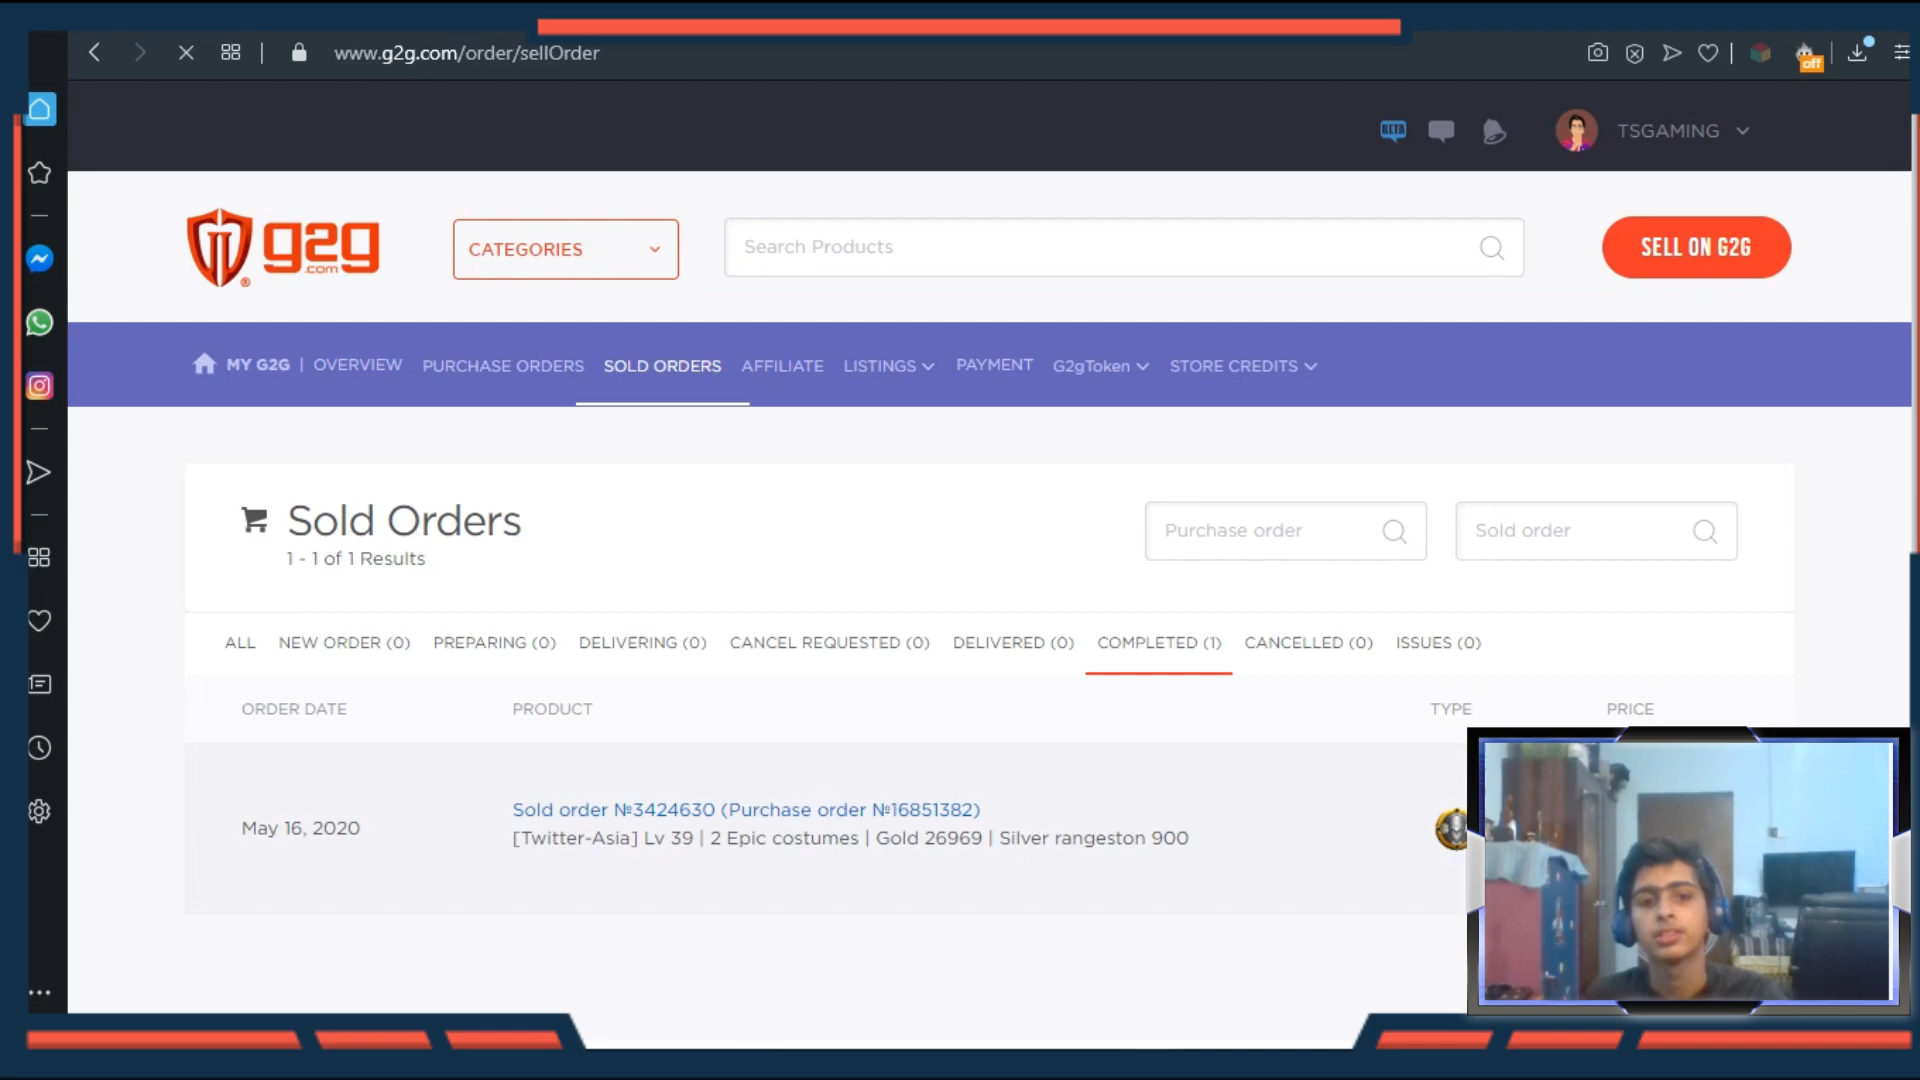 www.g2g.com/order/sellOrder
off
BETA
TSGAMING
g2g
.com
CATEGORIES
Search Products
SELL ON G2G
MY G2G | OVERVIEW PURCHASE ORDERS SOLD ORDERS AFFILIATE LISTINGS PAYMENT G2gToken STORE CREDITS
Sold Orders
1 - 1 of 1 Results
Purchase order
Sold order
ALL NEW ORDER (0) PREPARING (0) DELIVERING (0) CANCEL REQUESTED (0) DELIVERED (0) COMPLETED (1) CANCELLED (0) ISSUES (0)
ORDER DATE PRODUCT TYPE PRICE
Sold order №3424630 (Purchase order №16851382)
May 16, 2020
[Twitter-Asia] Lv 39 | 2 Epic costumes | Gold 26969 | Silver rangeston 900